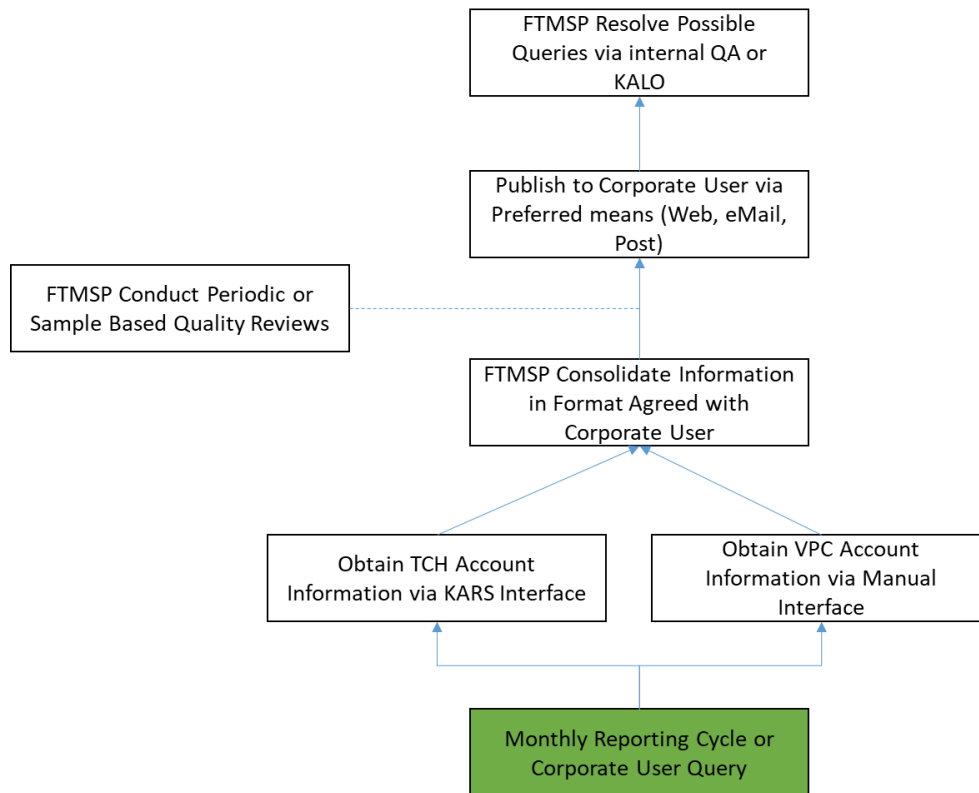 FTMSP Resolve Possible
Queries via internal QA or
KALO
Publish to Corporate User via
Preferred means (Web, eMail,
Post)
FTMSP Conduct Periodic or
Sample Based Quality Reviews
FTMSP Consolidate Information
in Format Agreed with
Corporate User
Obtain TCH Account
Information via KARS Interface
Obtain VPC Account
Information via Manual
Interface
Monthly Reporting Cycle or
Corporate User Query